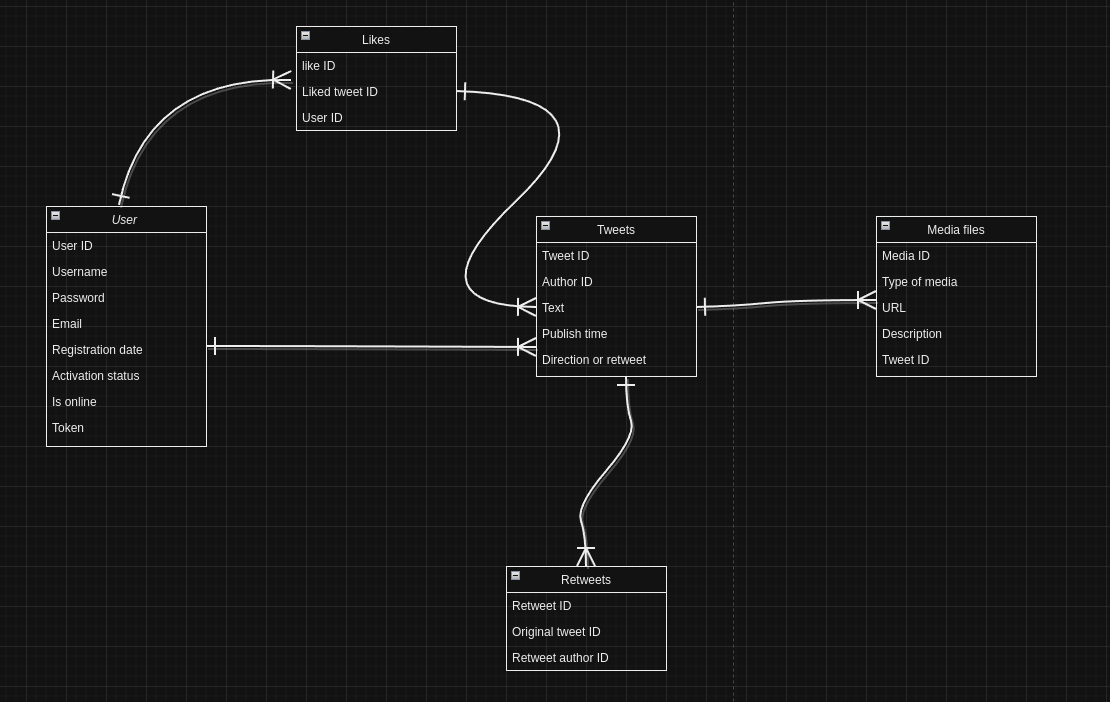 Likes
like ID
Liked tweet ID
User ID
User
User ID
Username
Password
Email
Registration date
Activation status
Is online
Token
Tweets
Tweet ID
Author ID
Text
Publish time
Direction or retweet
Media files
Media ID
Type of media
URL
Description
Tweet ID
Retweets
Retweet ID
Original tweet ID
Retweet author ID